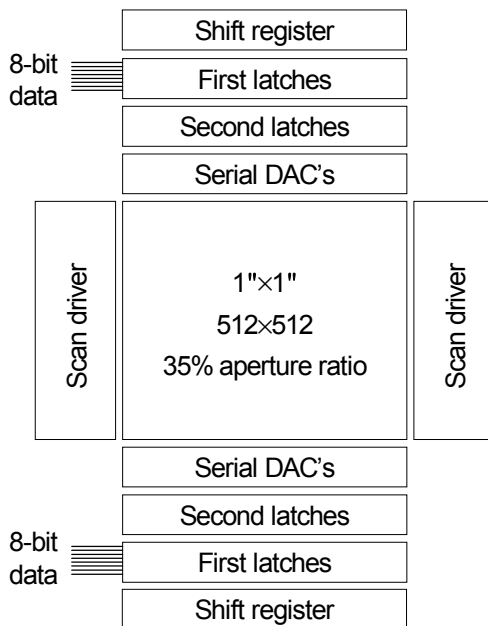 Shift register
8-bit
data
First latches
Second latches
Serial DAC's
Scan driver
1"×1"
512×512
35% aperture ratio
Scan driver
Serial DAC's
Second latches
8-bit
data
First latches
Shift register